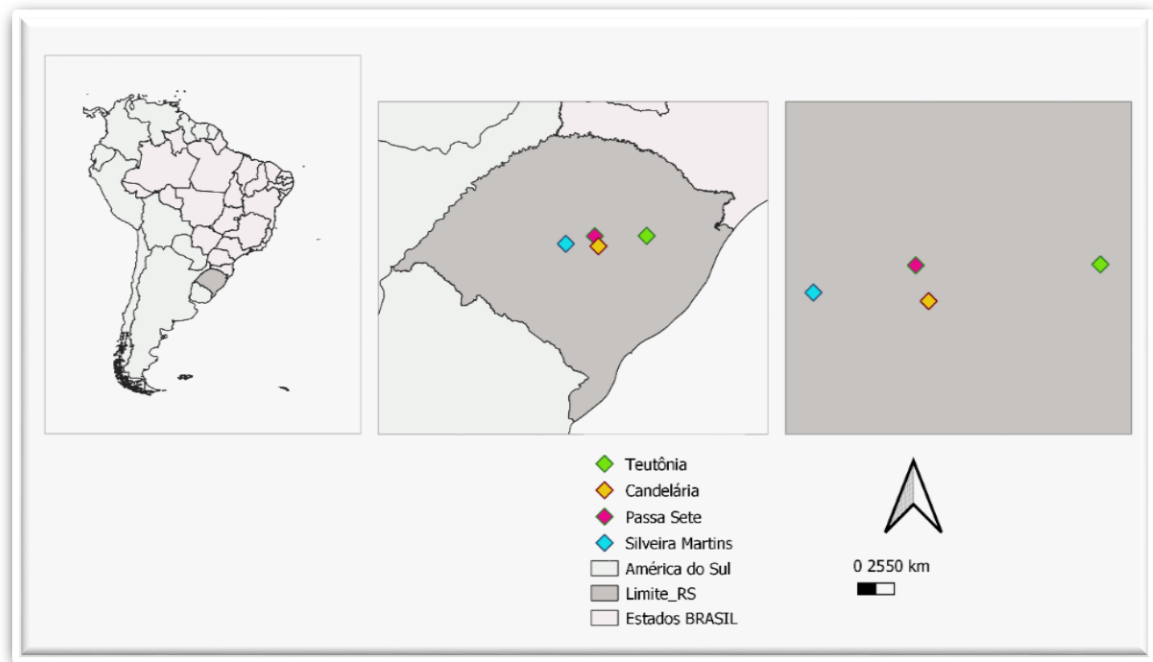 Teutônia
Candelária
Passa Sete
Silveira Martins
América do Sul
Limite_RS
Estados BRASIL
0 2550 km